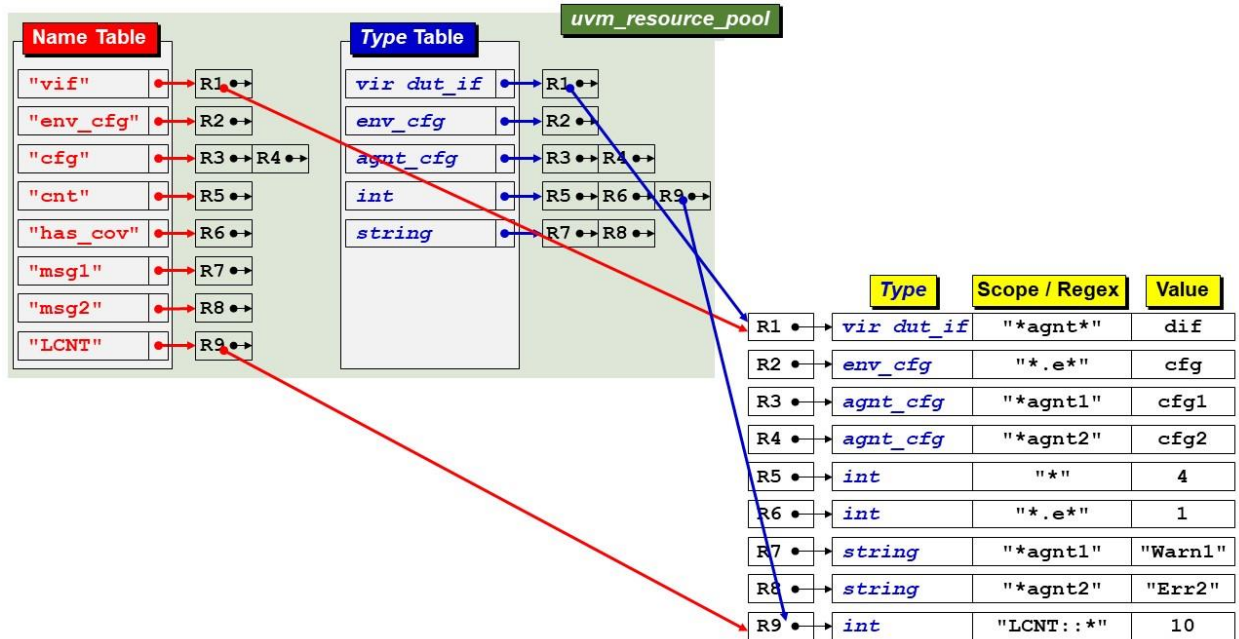 uvm_resource_pool
Name Table
Type Table
"vif" R1 vir dut_if R1
"env_cfg" R2 env_cfg R2
"cfg" R3 R4 agnt_cfg R3 R4
"cnt" R5 int R5 R6 R9
"has_cov" R6 string R7 R8
"msg1" R7
"msg2" R8
"LCNT" R9
Type Scope / Regex Value
R1 vir dut_if "*agnt*" dif
R2 env_cfg "*.e*" cfg
R3 agnt_cfg "*agnt1" cfg1
R4 agnt_cfg "*agnt2" cfg2
R5 int "*" 4
R6 int "*.e*" 1
R7 string "*agnt1" "Warn1"
R8 string "*agnt2" "Err2"
R9 int "LCNT::*" 10